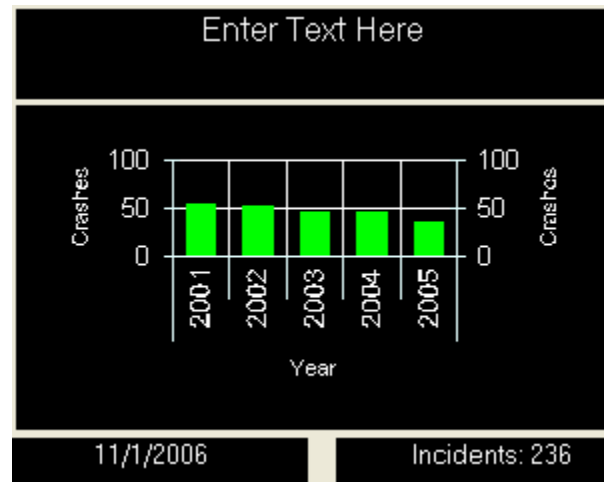 Enter Text Here
100
50
0
Crashes
100
50
0
Crashes
2001
2002
2003
2004
2005
Year
11/1/2006
Incidents: 236